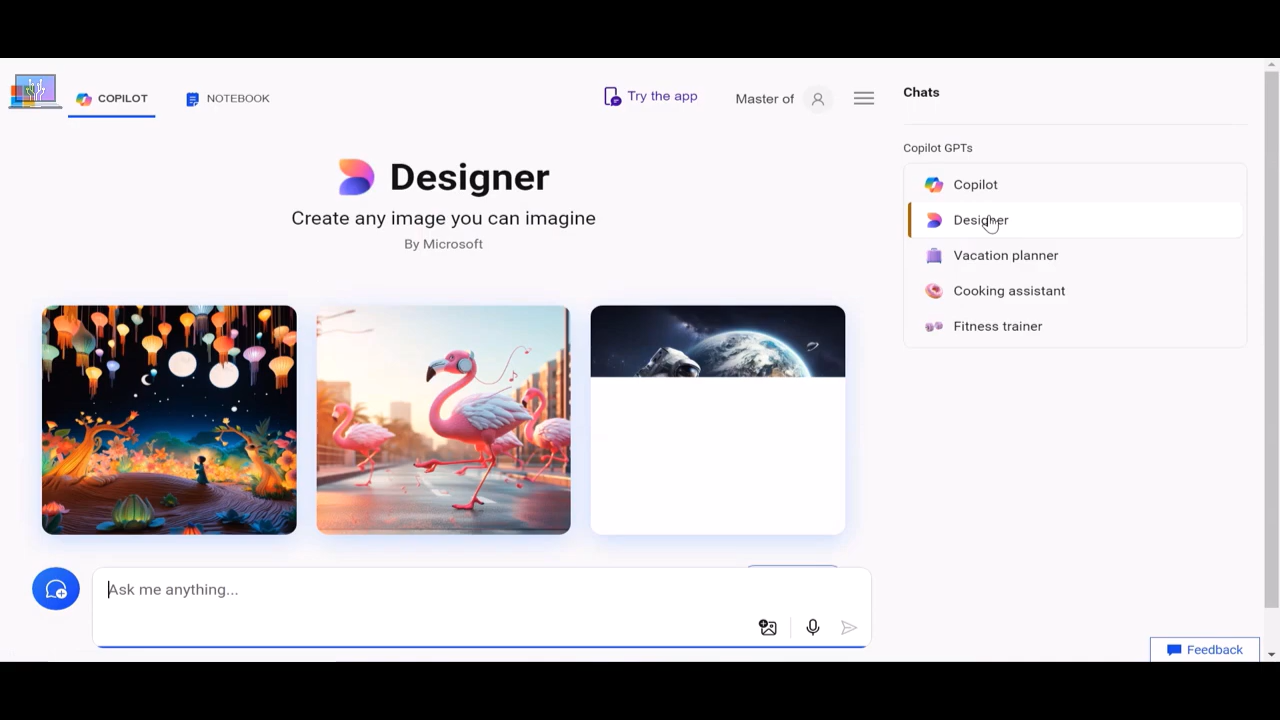 COPILOT
NOTEBOOK
Try the app
Master of
Chats
Designer
Create any image you can imagine
By Microsoft
Copilot GPTs
Copilot
Designer
Vacation planner
Cooking assistant
Fitness trainer
Ask me anything...
Feedback